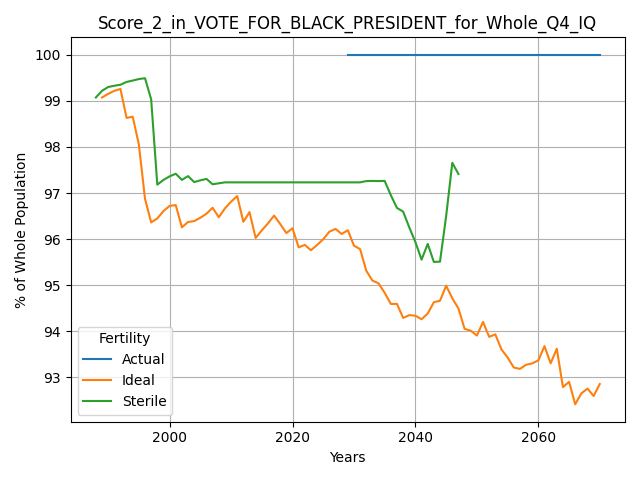 Score_2_in_VOTE_FOR_BLACK_PRESIDENT_for_Whole_Q4_IQ
% of Whole Population
100
99
98
97
96
95
94
93
Fertility
Actual
Ideal
Sterile
2000
2020
2040
2060
Years